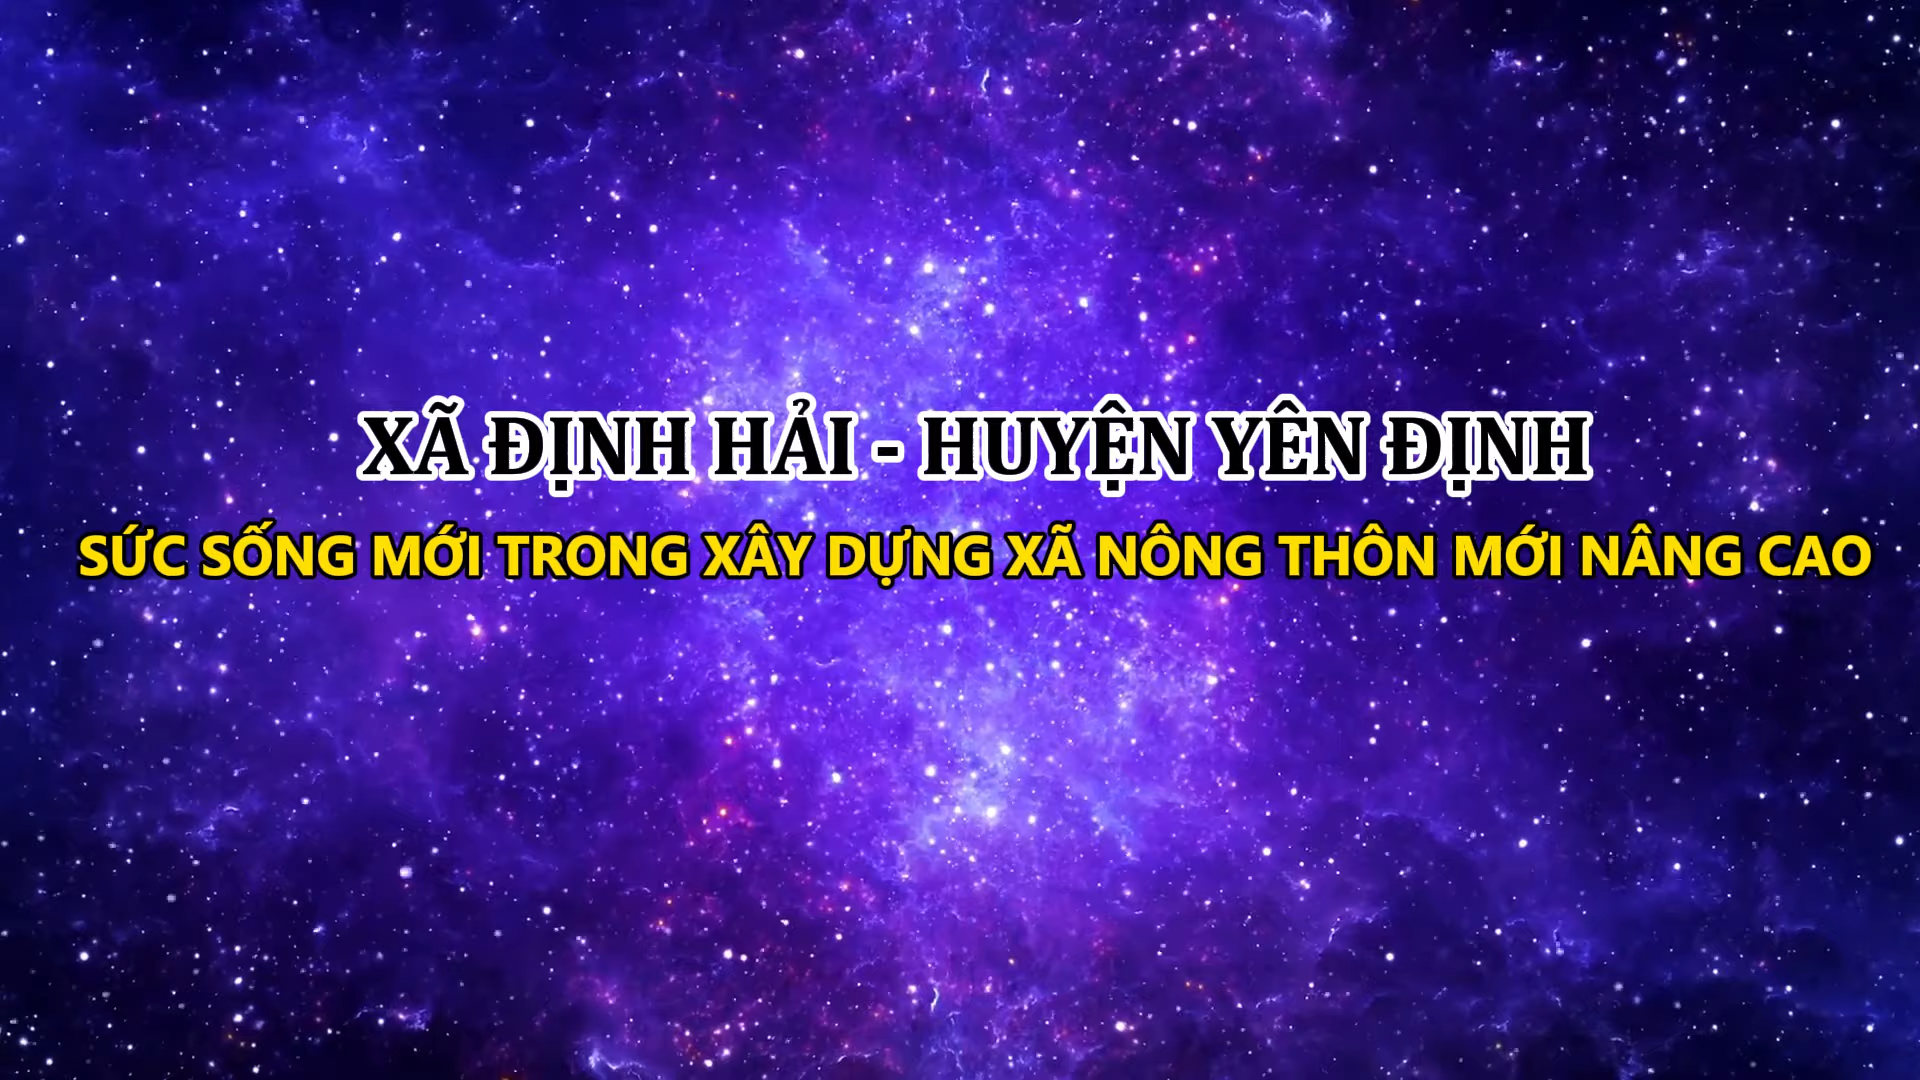 XÃ ĐỊNH HẢI - HUYỆN YÊN ĐỊNH
SỨC SỐNG MỚI TRONG XÂY DỰNG XÃ NÔNG THÔN MỚI NÂNG CAO